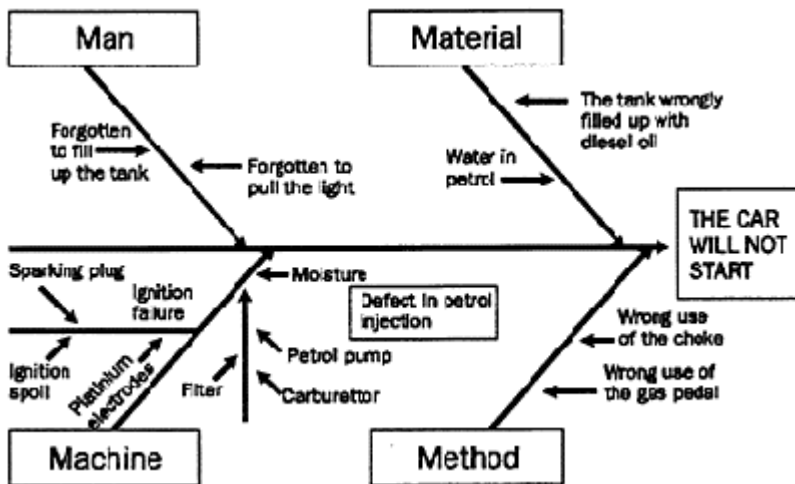 Man
Material
Forgotten
to fill
up the tank
Forgotten to
pull the light
The tank wrongly
filled up with
diesel oil
Water in
petrol
THE CAR
WILL NOT
START
Sparking plug
Ignition
failure
Moisture
Defect in petrol
injection
Ignition
spoil
Platinium
electrodes
Filter
Petrol pump
Carburettor
Wrong use
of the choke
Wrong use of
the gas pedal
Machine
Method